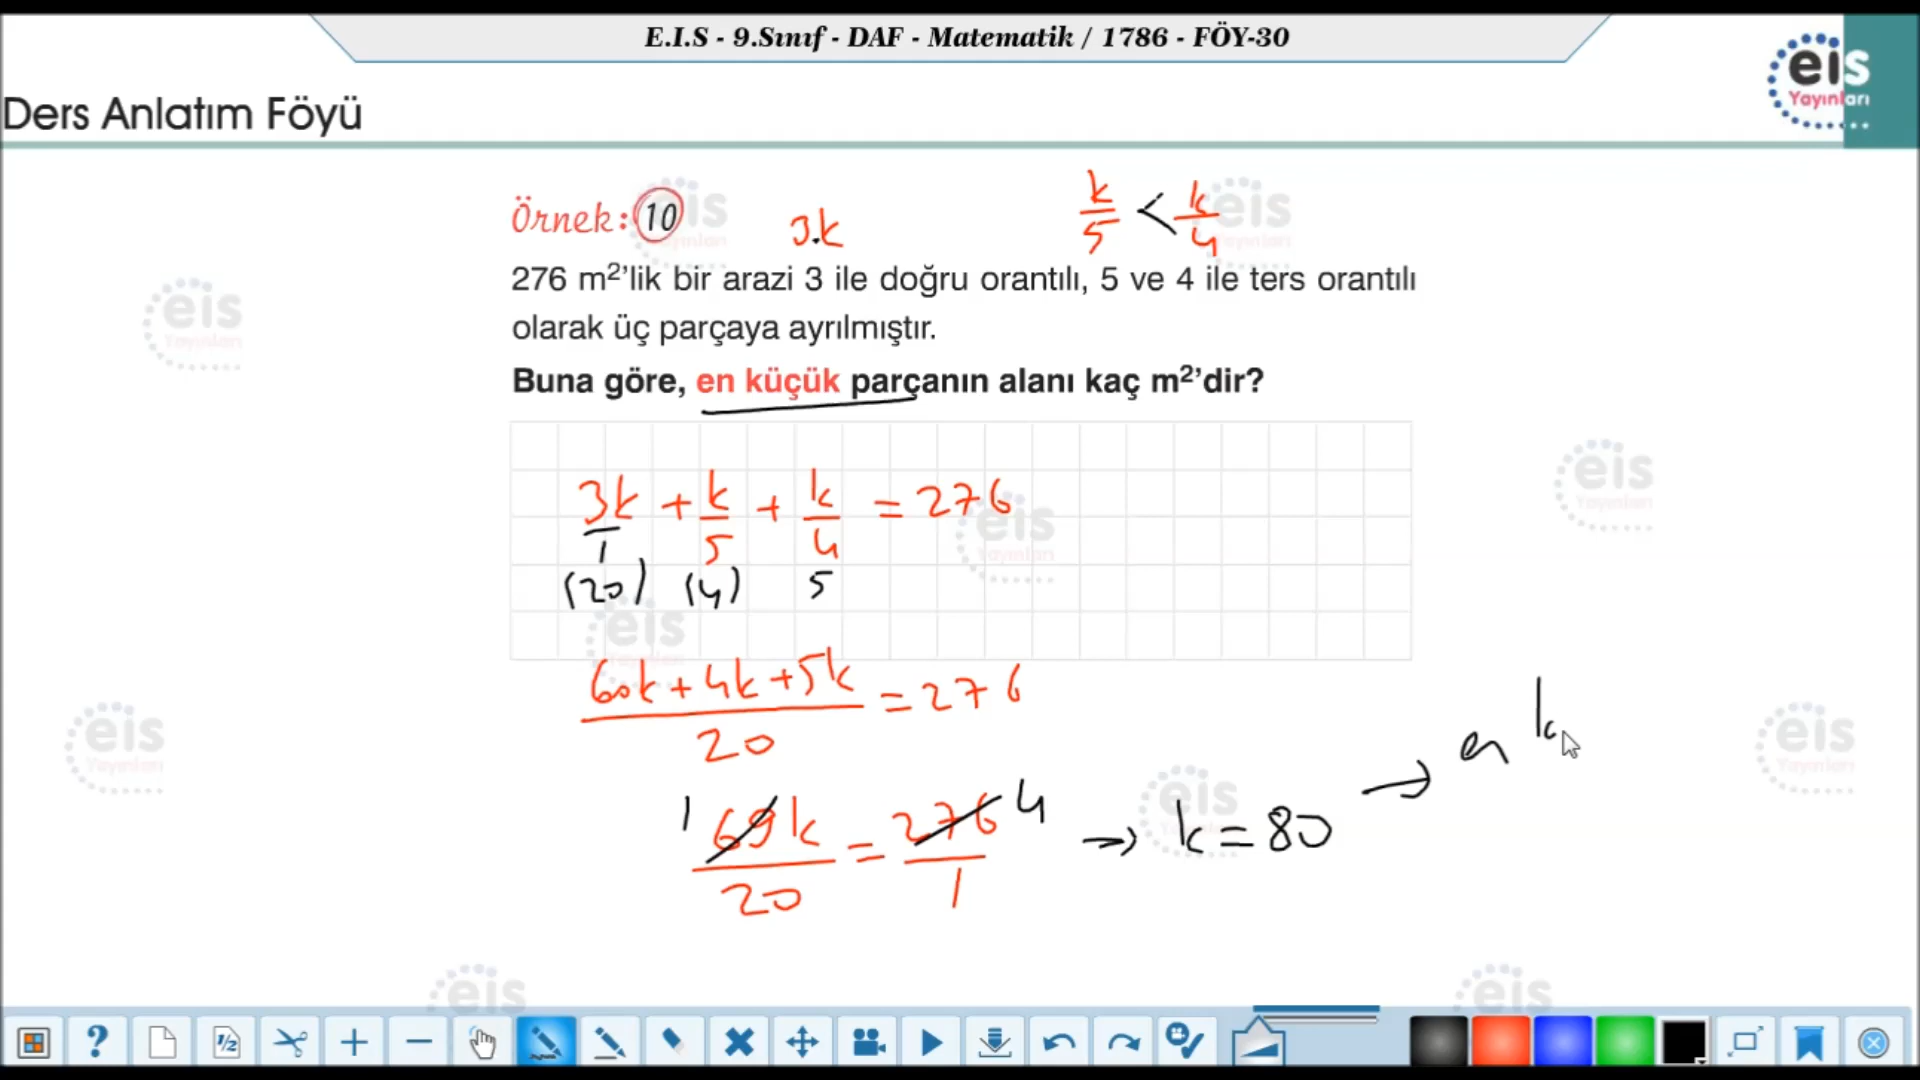 E.I.S - 9.Sınıf - DAF - Matematik / 1786 - FÖY-30
eis
Yayınları
Ders Anlatım Föyü
Örnek: 10
3.k
k/5 < k/4
276 m²'lik bir arazi 3 ile doğru orantılı, 5 ve 4 ile ters orantılı
olarak üç parçaya ayrılmıştır.
Buna göre, en küçük parçanın alanı kaç m²'dir?
3k/1 + k/5 + k/4 = 276
(20) (4) 5
60k+4k+5k/20 = 276
1 69k/20 = 276/1 4 → k = 80 → en k